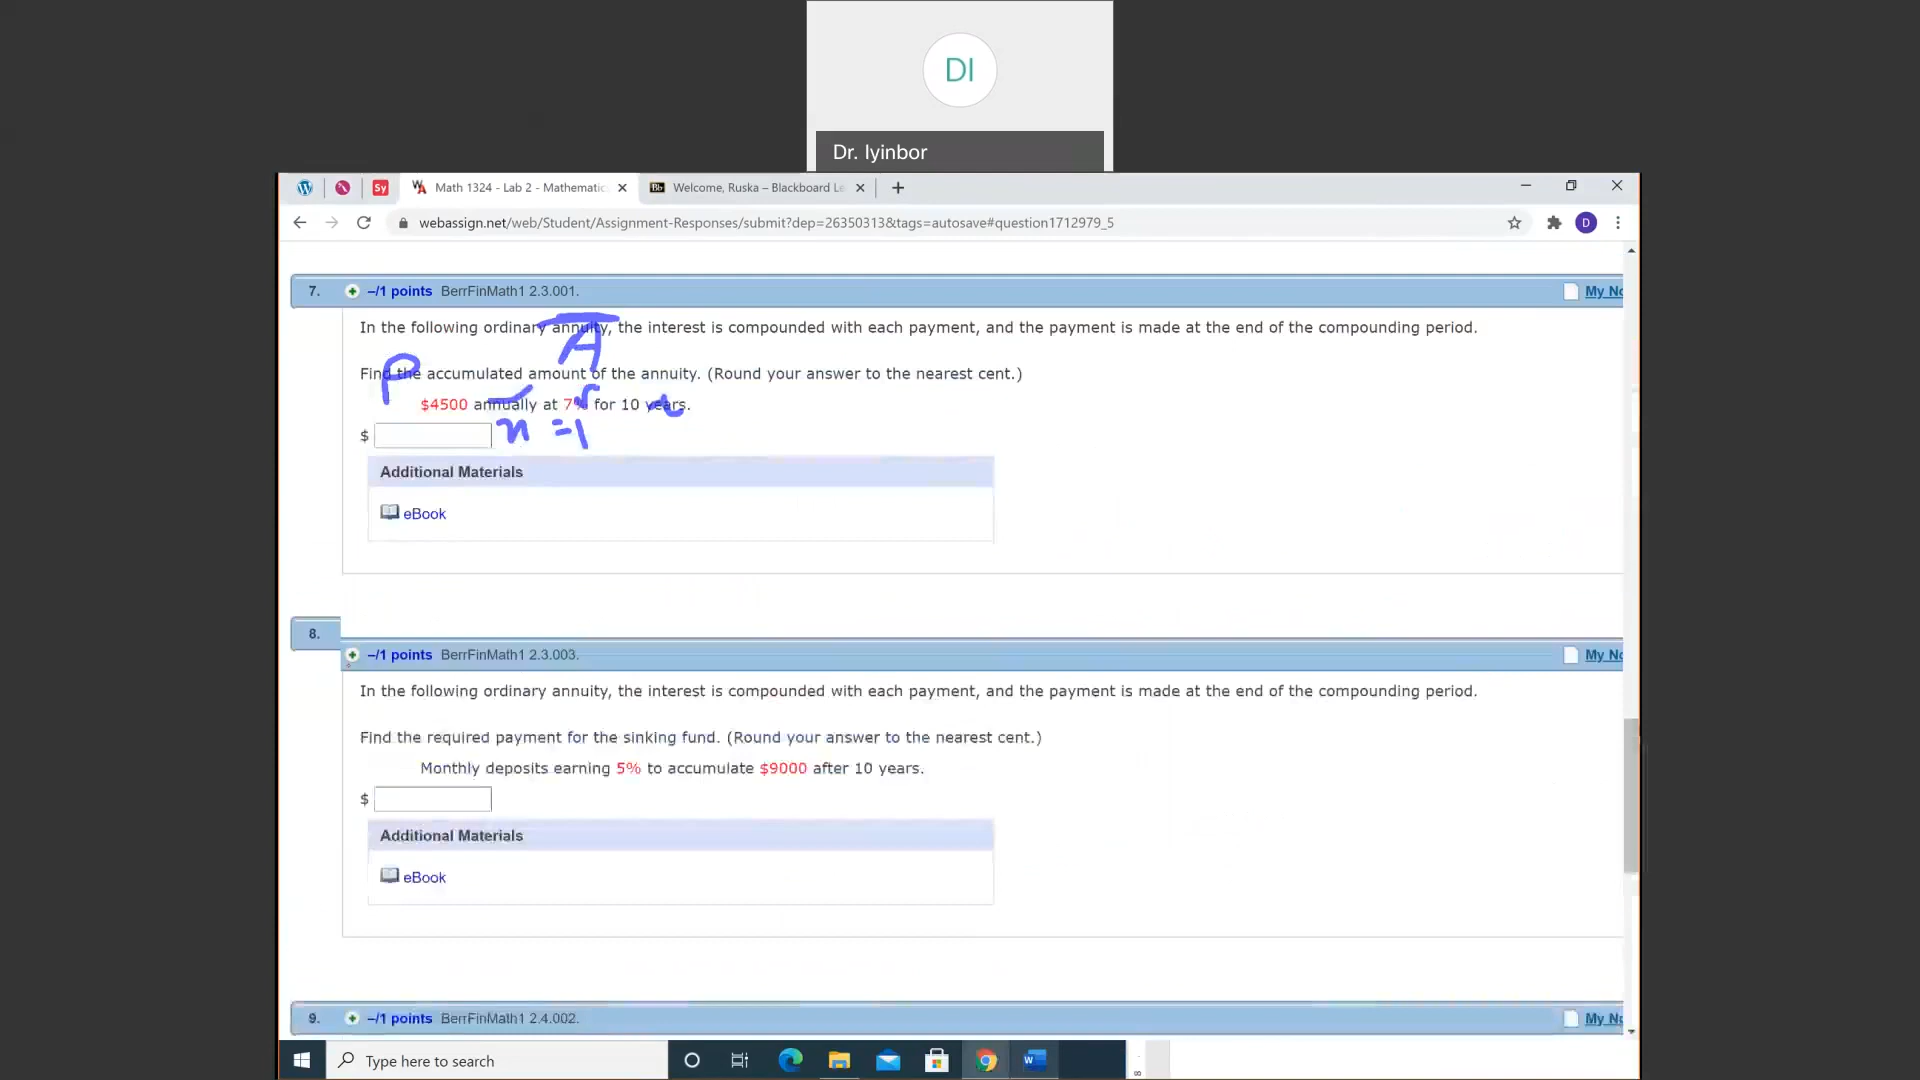 DI
Dr. Iyinbor
Sy
Math 1324 - Lab 2 - Mathematic
Bb
Welcome, Ruska – Blackboard Le
webassign.net/web/Student/Assignment-Responses/submit?dep=26350313&tags=autosave#question1712979_5
D
7.
–/1 points BerrFinMath1 2.3.001.
My No
In the following ordinary annuity, the interest is compounded with each payment, and the payment is made at the end of the compounding period.
P
A
Find the accumulated amount of the annuity. (Round your answer to the nearest cent.)
r
$4500 annually at 7% for 10 years.
$
n = 1
Additional Materials
eBook
8.
–/1 points BerrFinMath1 2.3.003.
My No
In the following ordinary annuity, the interest is compounded with each payment, and the payment is made at the end of the compounding period.
Find the required payment for the sinking fund. (Round your answer to the nearest cent.)
Monthly deposits earning 5% to accumulate $9000 after 10 years.
$
Additional Materials
eBook
9.
–/1 points BerrFinMath1 2.4.002.
My No
Type here to search